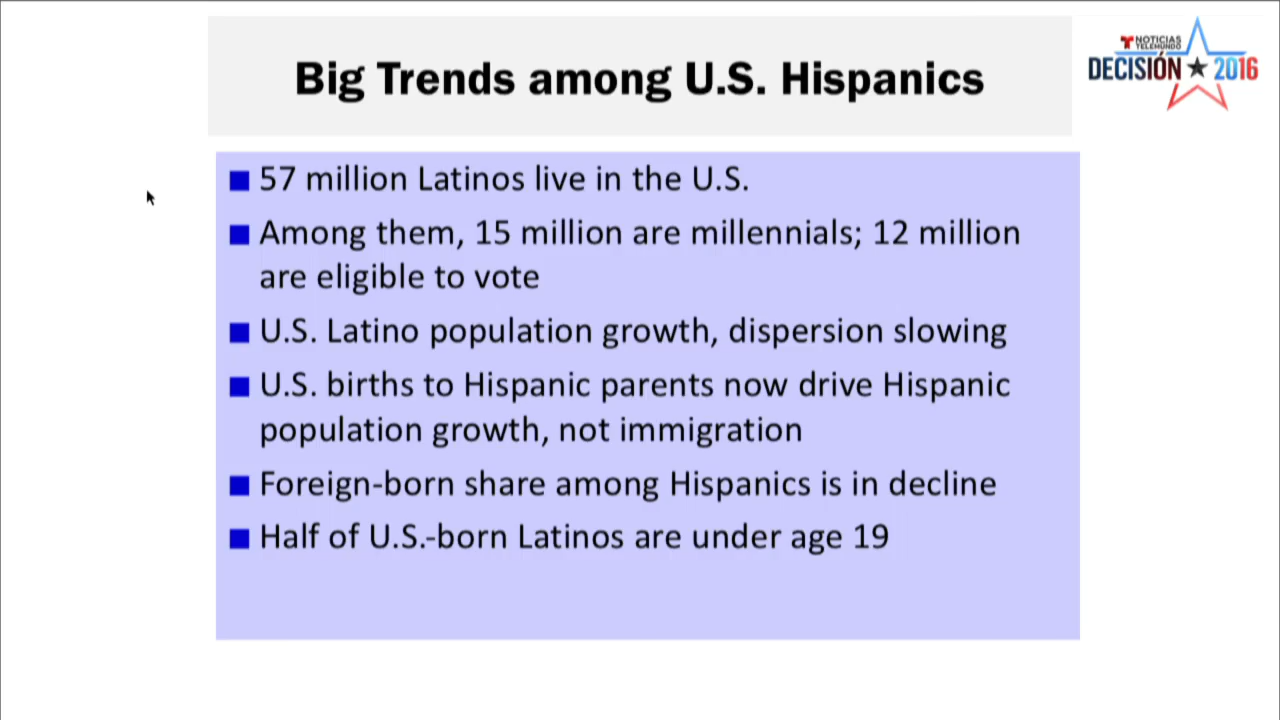 Big Trends among U.S. Hispanics
NOTICIAS
TELEMUNDO
DECISIÓN ★ 2016
■ 57 million Latinos live in the U.S.
■ Among them, 15 million are millennials; 12 million
are eligible to vote
■ U.S. Latino population growth, dispersion slowing
■ U.S. births to Hispanic parents now drive Hispanic
population growth, not immigration
■ Foreign-born share among Hispanics is in decline
■ Half of U.S.-born Latinos are under age 19